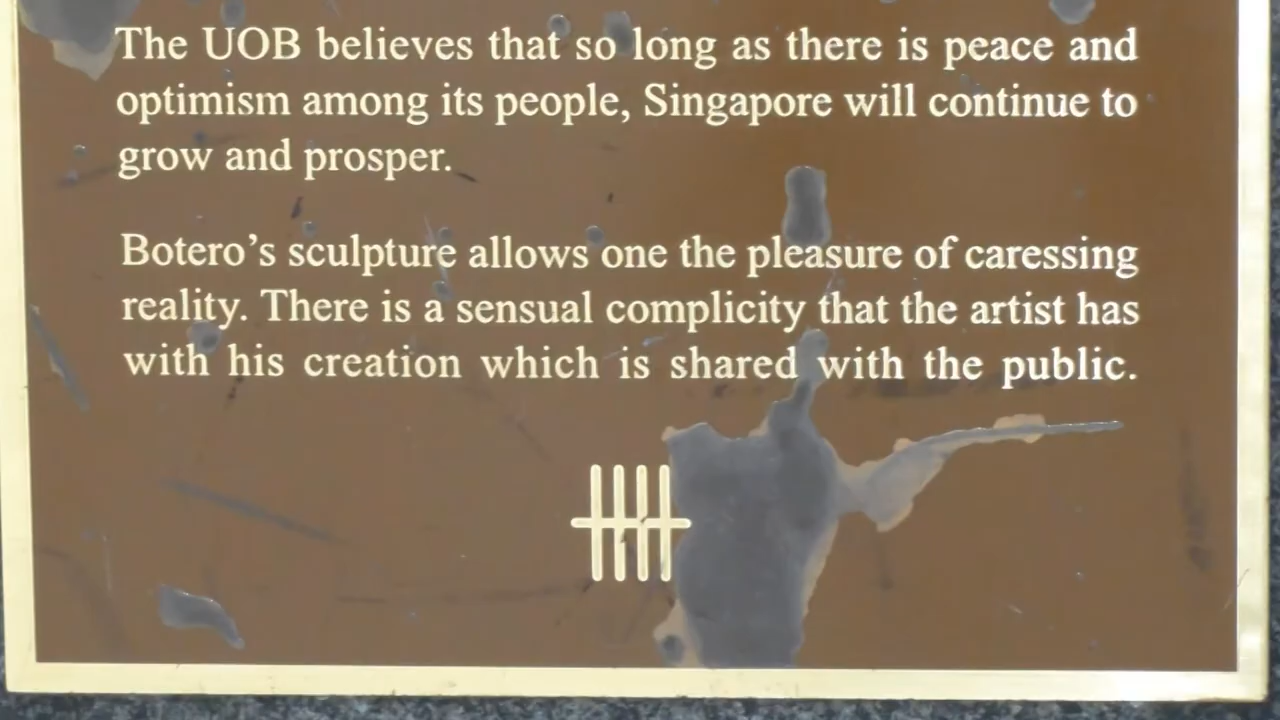 The UOB believes that so long as there is peace and
optimism among its people, Singapore will continue to
grow and prosper.
Botero's sculpture allows one the pleasure of caressing
reality. There is a sensual complicity that the artist has
with his creation which is shared with the public.